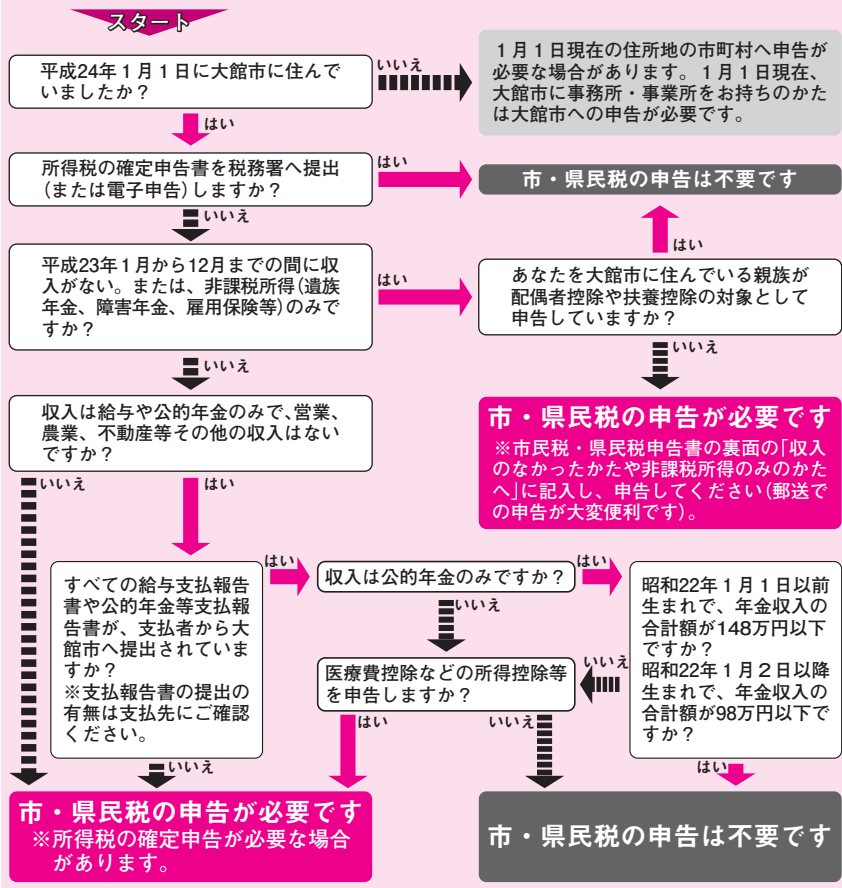 スタート
平成24年1月1日に大館市に住んで
いましたか？
いいえ
1月1日現在の住所地の市町村へ申告が
必要な場合があります。1月1日現在、
大館市に事務所・事業所をお持ちのかた
は大館市への申告が必要です。
はい
所得税の確定申告書を税務署へ提出
(または電子申告)しますか？
はい
市・県民税の申告は不要です
いいえ
はい
平成23年1月から12月までの間に収
入がない。または、非課税所得(遺族
年金、障害年金、雇用保険等)のみで
すか？
はい
あなたを大館市に住んでいる親族が
配偶者控除や扶養控除の対象として
申告していますか？
いいえ
いいえ
収入は給与や公的年金のみで、営業、
農業、不動産等その他の収入はない
ですか？
市・県民税の申告が必要です
※市民税・県民税申告書の裏面の「収入
のなかったかたや非課税所得のみのかた
へ」に記入し、申告してください(郵送で
の申告が大変便利です)。
いいえ
はい
すべての給与支払報告
書や公的年金等支払報
告書が、支払者から大
館市へ提出されていま
すか？
※支払報告書の提出の
有無は支払先にご確認
ください。
はい
収入は公的年金のみですか？
はい
昭和22年1月1日以前
生まれで、年金収入の
合計額が148万円以下
ですか？
昭和22年1月2日以降
生まれで、年金収入の
合計額が98万円以下で
すか？
いいえ
医療費控除などの所得控除等
を申告しますか？
いいえ
はい
いいえ
いいえ
はい
市・県民税の申告が必要です
※所得税の確定申告が必要な場合
があります。
市・県民税の申告は不要です